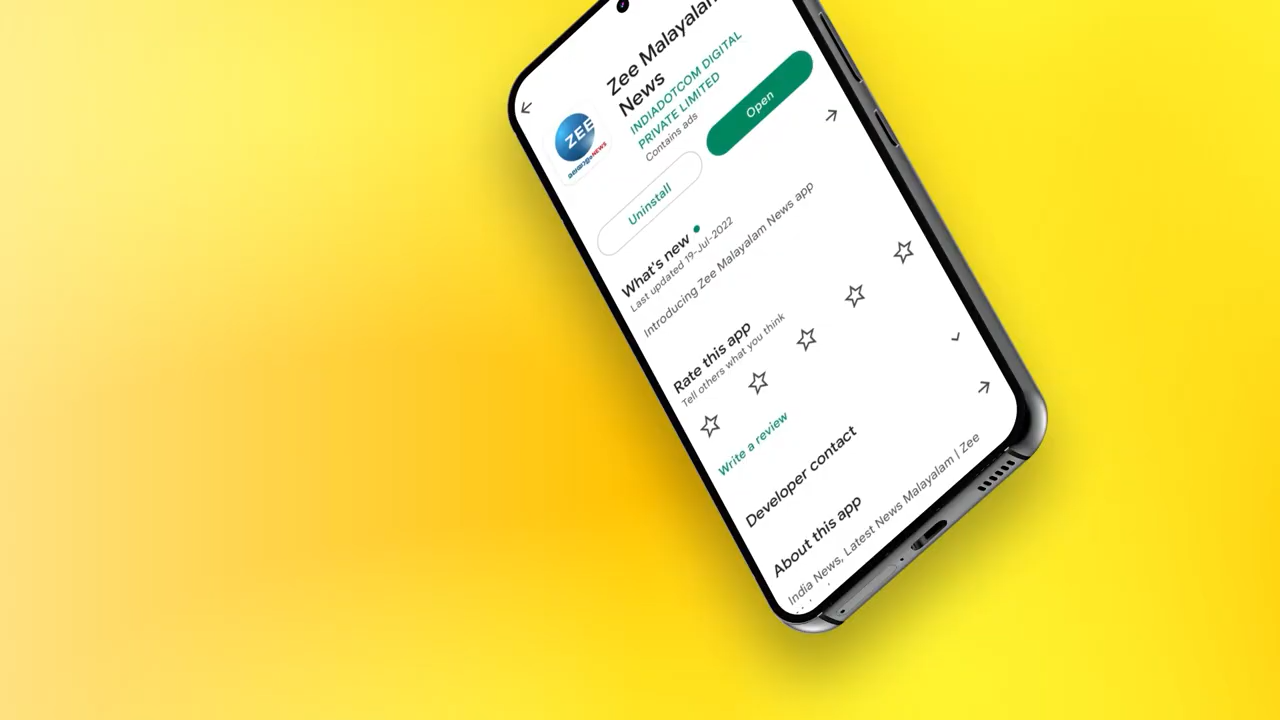 Zee Malayalam
News
INDIADOTCOM DIGITAL
PRIVATE LIMITED
Contains ads
ZEE
മലയാളം NEWS
Uninstall
Open
What's new
Last updated 19-Jul-2022
Introducing Zee Malayalam News app
Rate this app
Tell others what you think
Write a review
Developer contact
About this app
India News, Latest News Malayalam | Zee